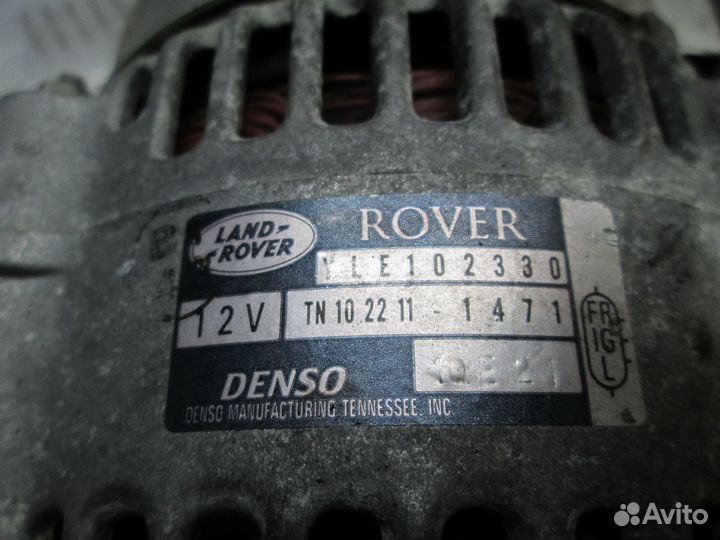 LAND-
ROVER
ROVER
YLE102330
12V
TN 10 22 11 - 1471
FR
IG
L
DENSO
DENSO MANUFACTURING TENNESSEE, INC
Avito